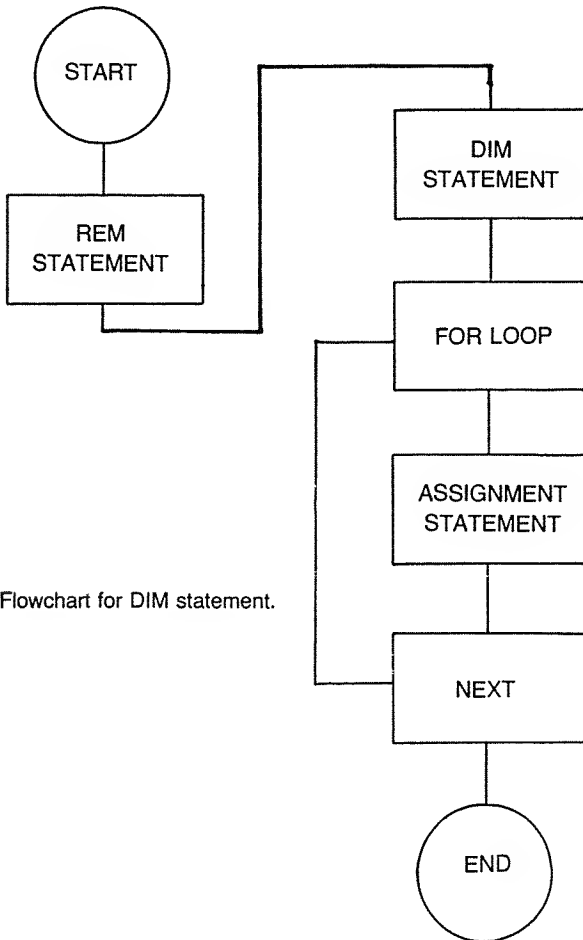 START
REM
STATEMENT
DIM
STATEMENT
FOR LOOP
ASSIGNMENT
STATEMENT
Flowchart for DIM statement.
NEXT
END